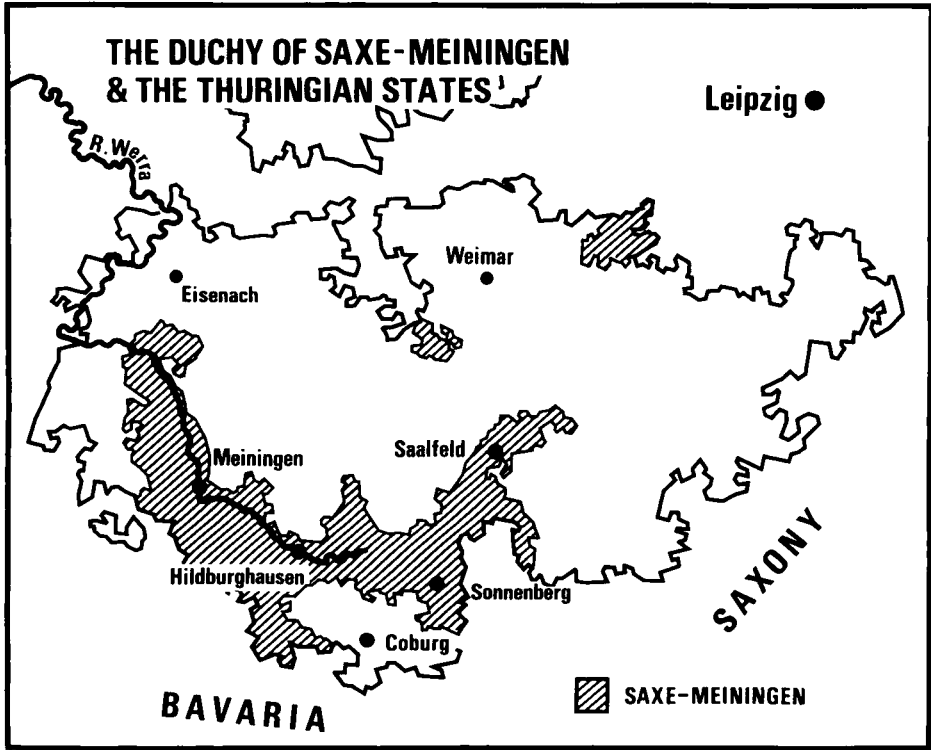 THE DUCHY OF SAXE-MEININGEN
& THE THURINGIAN STATES
Leipzig
R. Werra
Weimar
Eisenach
Saalfeld
Meiningen
Hildburghausen
Sonnenberg
Coburg
SAXONY
BAVARIA
SAXE-MEININGEN